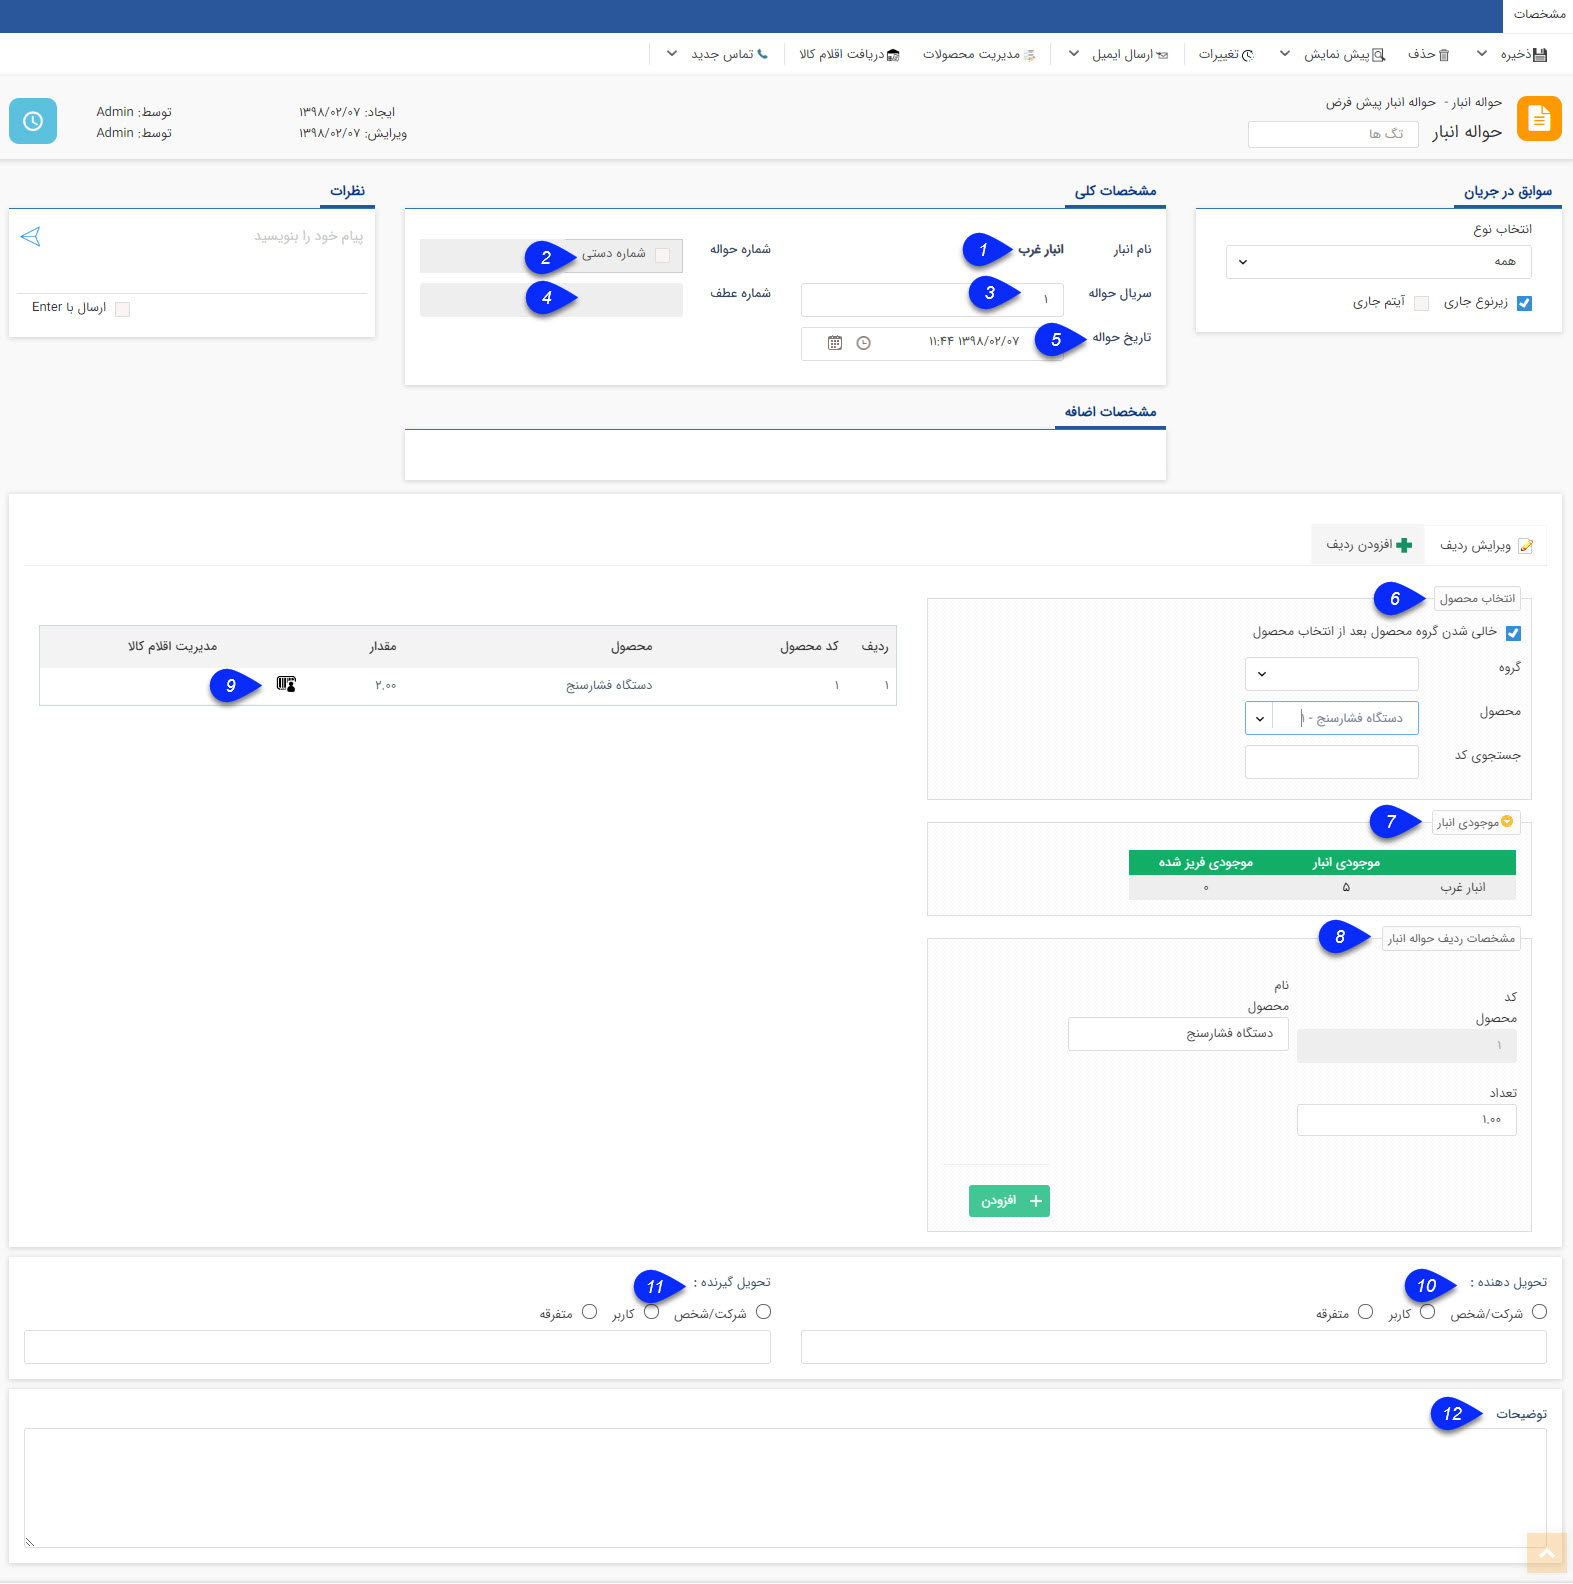 مشخصات
ذخیره
حذف
پیش نمایش
تغییرات
ارسال ایمیل
مدیریت محصولات
دریافت اقلام کالا
تماس جدید
حواله انبار - حواله انبار پیش فرض
حواله انبار
تگ ها
ایجاد: ۱۳۹۸/۰۲/۰۷
توسط: Admin
ویرایش: ۱۳۹۸/۰۲/۰۷
توسط: Admin
سوابق در جریان
انتخاب نوع
همه
زیرنوع جاری
آیتم جاری
مشخصات کلی
نام انبار
انبار غرب
1
شماره حواله
شماره دستی
2
سریال حواله
۱
3
شماره عطف
4
تاریخ حواله
5
۱۳۹۸/۰۲/۰۷ ۱۱:۴۴
نظرات
پیام خود را بنویسید
ارسال با Enter
مشخصات اضافه
ویرایش ردیف
افزودن ردیف
انتخاب محصول
6
خالی شدن گروه محصول بعد از انتخاب محصول
گروه
محصول
دستگاه فشارسنج - ۱
جستجوی کد
ردیف
کد محصول
محصول
مقدار
مدیریت اقلام کالا
۱
۱
دستگاه فشارسنج
۲,۰۰
9
موجودی انبار
7
موجودی انبار
موجودی فریز شده
انبار غرب
۵
۰
مشخصات ردیف حواله انبار
8
کد
محصول
۱
نام
محصول
دستگاه فشارسنج
تعداد
۱,۰۰
افزودن
تحویل دهنده :
10
شرکت/شخص
کاربر
متفرقه
تحویل گیرنده :
11
شرکت/شخص
کاربر
متفرقه
توضیحات
12